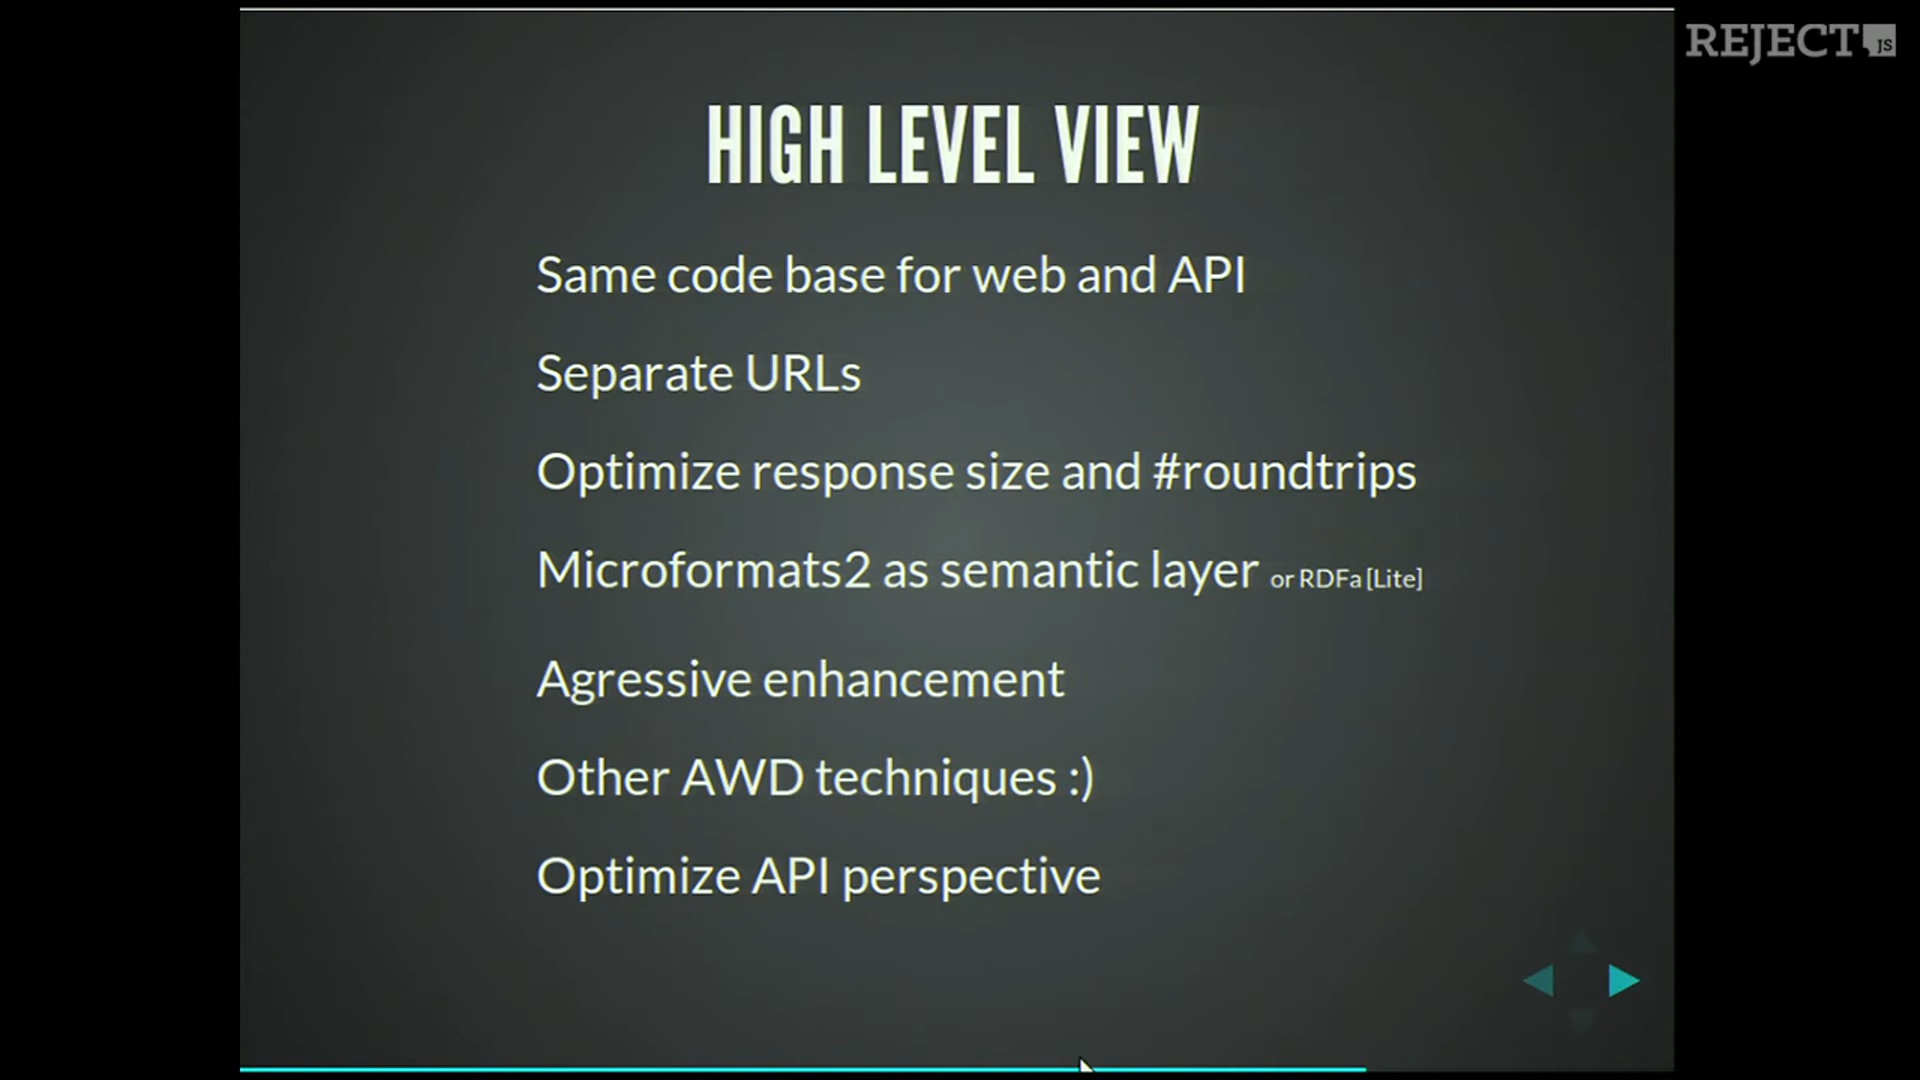 REJECT JS
HIGH LEVEL VIEW
Same code base for web and API
Separate URLs
Optimize response size and #roundtrips
Microformats2 as semantic layer or RDFa [Lite]
Agressive enhancement
Other AWD techniques :)
Optimize API perspective